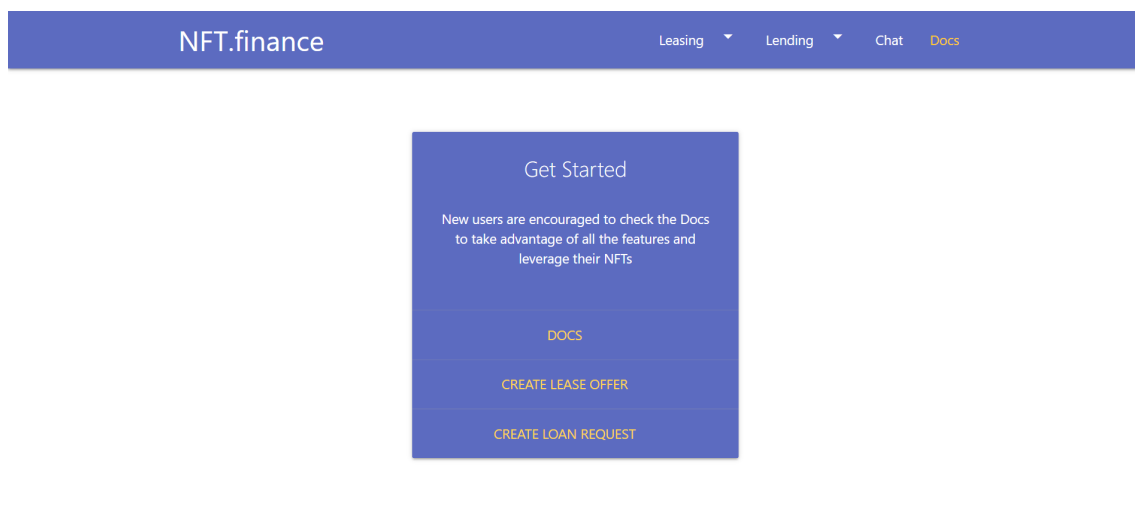 NFT.finance Leasing Lending Chat Docs
Get Started
New users are encouraged to check the Docs
to take advantage of all the features and
leverage their NFTs
DOCS
CREATE LEASE OFFER
CREATE LOAN REQUEST